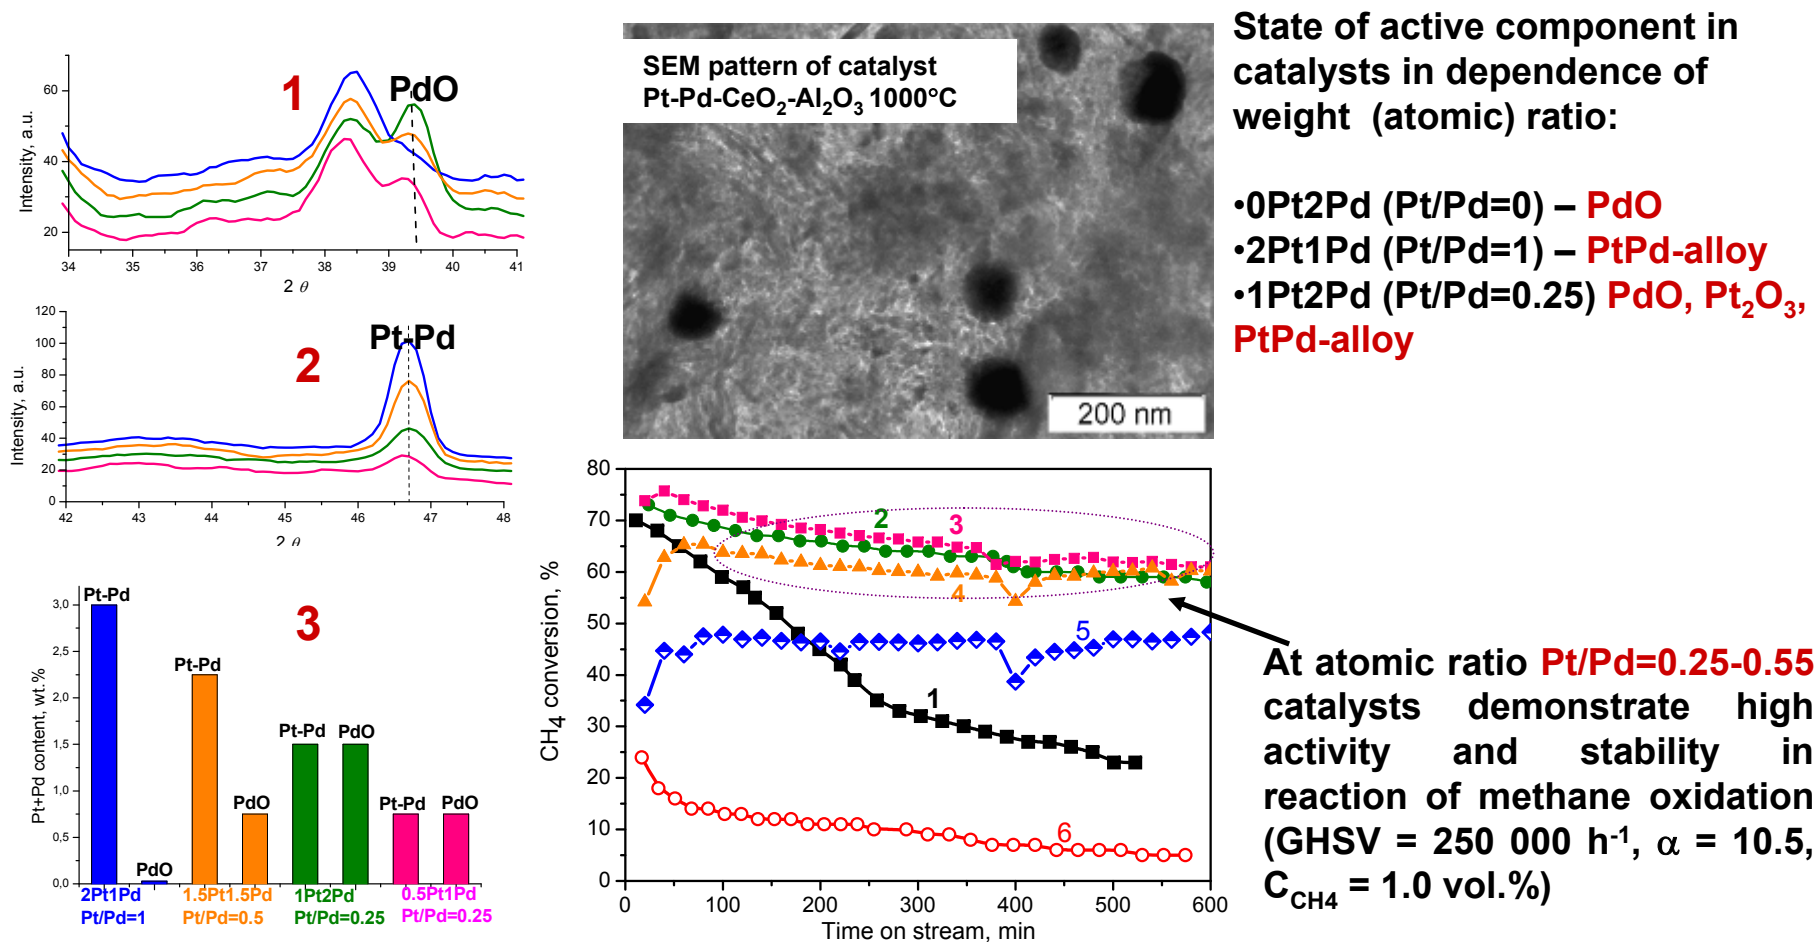 1
PdO
60
40
20
Intensity, a.u.
34 35 36 37 38 39 40 41
2 θ
2
Pt-Pd
120
100
80
60
40
20
0
Intensity, a.u.
42 43 44 45 46 47 48
2 θ
3
Pt-Pd
Pt-Pd
Pt-Pd PdO
Pt-Pd PdO
PdO
PdO
3,0
2,5
2,0
1,5
1,0
0,5
0,0
Pt+Pd content, wt.%
2Pt1Pd 1.5Pt1.5Pd 1Pt2Pd 0.5Pt1Pd
Pt/Pd=1 Pt/Pd=0.5 Pt/Pd=0.25 Pt/Pd=0.25
SEM pattern of catalyst
Pt-Pd-CeO₂-Al₂O₃ 1000°C
200 nm
80
70
60
50
40
30
20
10
0
CH₄ conversion, %
2
3
4
5
1
6
0 100 200 300 400 500 600
Time on stream, min
State of active component in
catalysts in dependence of
weight (atomic) ratio:
•0Pt2Pd (Pt/Pd=0) – PdO
•2Pt1Pd (Pt/Pd=1) – PtPd-alloy
•1Pt2Pd (Pt/Pd=0.25) PdO, Pt₂O₃,
PtPd-alloy
At atomic ratio Pt/Pd=0.25-0.55
catalysts demonstrate high
activity and stability in
reaction of methane oxidation
(GHSV = 250 000 h⁻¹, α = 10.5,
C_CH4 = 1.0 vol.%)